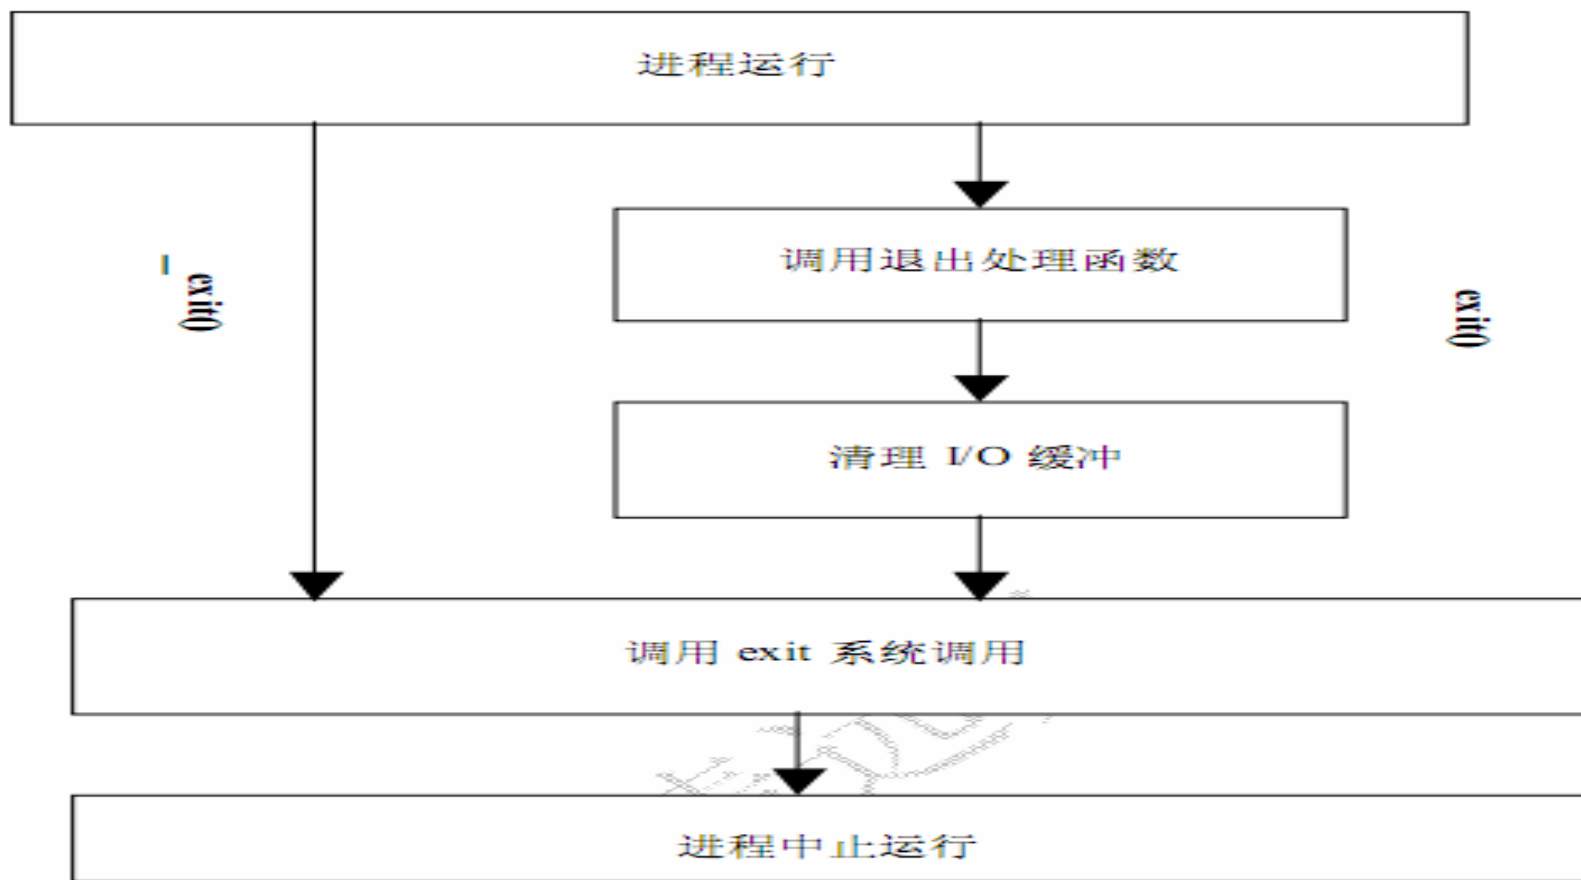 进程运行
调用退出处理函数
_exit()
exit()
清理 I/O 缓冲
调用 exit 系统调用
进程中止运行